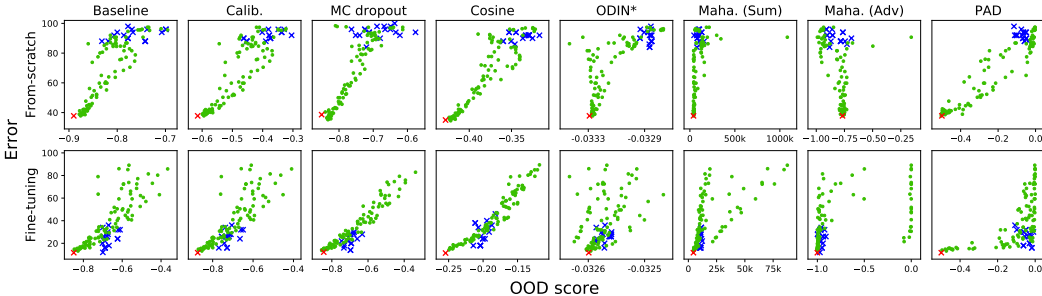 Baseline Calib. MC dropout Cosine ODIN* Maha. (Sum) Maha. (Adv) PAD
Error
From-scratch
100
80
60
40
−0.9 −0.8 −0.7
−0.6 −0.5 −0.4 −0.3
−0.8 −0.7 −0.6
−0.40 −0.35
−0.0333 −0.0329
0 500k 1000k
−1.00 −0.75 −0.50 −0.25
−0.4 −0.2 0.0
Fine-tuning
80
60
40
20
−0.8 −0.6 −0.4
−0.8 −0.6 −0.4
−0.8 −0.6 −0.4
−0.25 −0.20 −0.15
−0.0326 −0.0325
0 25k 50k 75k
−1.0 −0.5 0.0
−0.4 −0.2 0.0
OOD score